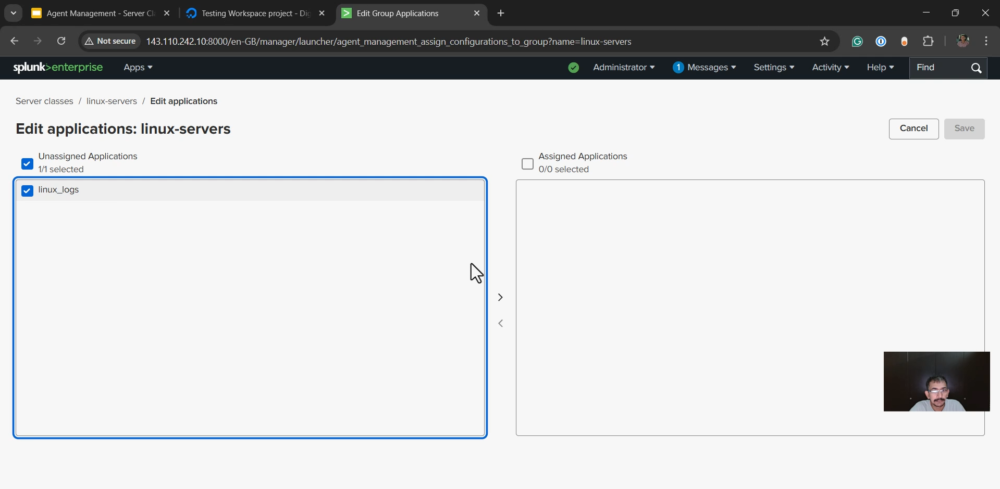 Agent Management - Server Cl
Testing Workspace project - Dig
Edit Group Applications
Not secure
143.110.242.10:8000/en-GB/manager/launcher/agent_management_assign_configurations_to_group?name=linux-servers
splunk>enterprise
Apps
Administrator
1 Messages
Settings
Activity
Help
Find
Server classes / linux-servers / Edit applications
Edit applications: linux-servers
Cancel
Save
Unassigned Applications
1/1 selected
Assigned Applications
0/0 selected
linux_logs